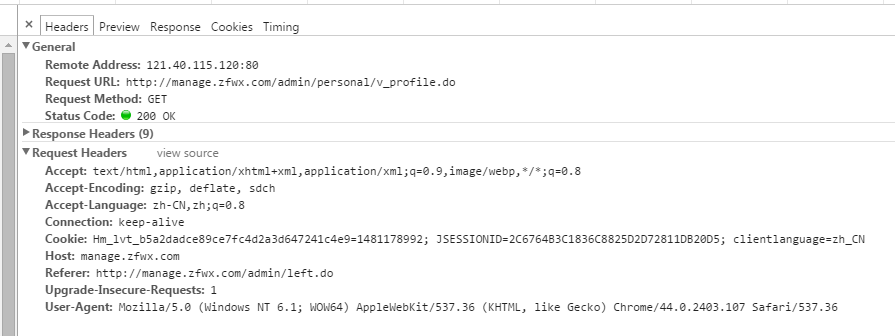 × Headers Preview Response Cookies Timing
▼ General
Remote Address: 121.40.115.120:80
Request URL: http://manage.zfwx.com/admin/personal/v_profile.do
Request Method: GET
Status Code: 200 OK
▶ Response Headers (9)
▼ Request Headers view source
Accept: text/html,application/xhtml+xml,application/xml;q=0.9,image/webp,*/*;q=0.8
Accept-Encoding: gzip, deflate, sdch
Accept-Language: zh-CN,zh;q=0.8
Connection: keep-alive
Cookie: Hm_lvt_b5a2dadce89ce7fc4d2a3d647241c4e9=1481178992; JSESSIONID=2C6764B3C1836C8825D2D72811DB20D5; clientlanguage=zh_CN
Host: manage.zfwx.com
Referer: http://manage.zfwx.com/admin/left.do
Upgrade-Insecure-Requests: 1
User-Agent: Mozilla/5.0 (Windows NT 6.1; WOW64) AppleWebKit/537.36 (KHTML, like Gecko) Chrome/44.0.2403.107 Safari/537.36